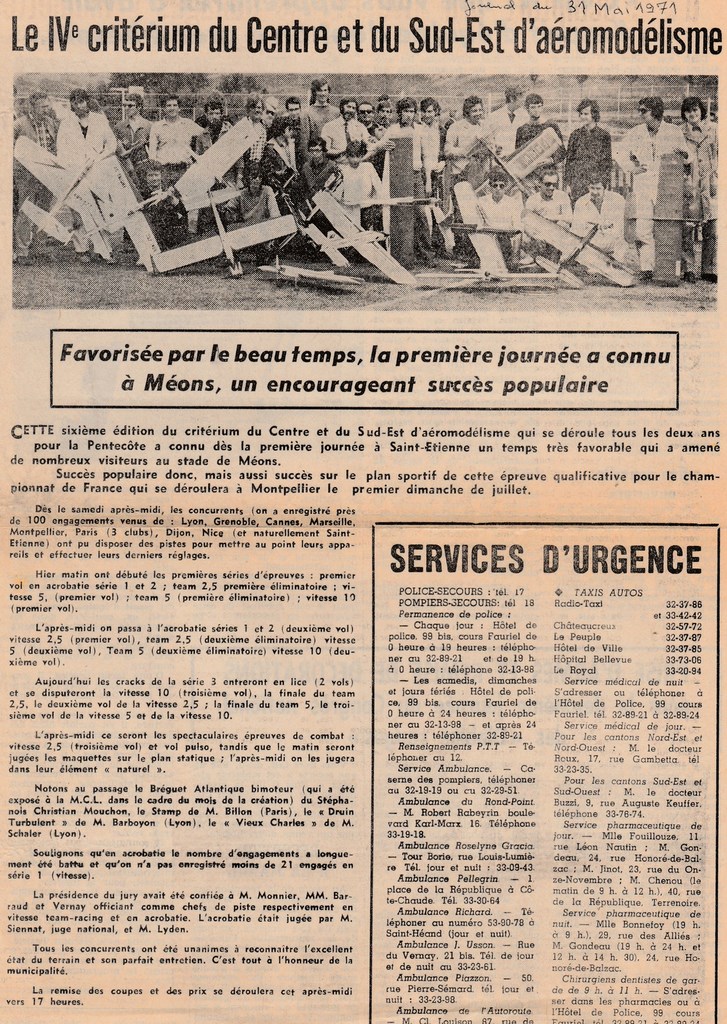 journal du 31 Mai 1971
Le IVe critérium du Centre et du Sud-Est d'aéromodélisme
Favorisée par le beau temps, la première journée a connu
à Méons, un encourageant succès populaire
CETTE sixième édition du critérium du Centre et du Sud-Est d'aéromodélisme qui se déroule tous les deux ans
pour la Pentecôte a connu dès la première journée à Saint-Etienne un temps très favorable qui a amené
de nombreux visiteurs au stade de Méons.
Succès populaire donc, mais aussi succès sur le plan sportif de cette épreuve qualificative pour le cham-
pionnat de France qui se déroulera à Montpellier le premier dimanche de juillet.
Dès le samedi après-midi, les concurrents (on a enregistré près
de 100 engagements venus de : Lyon, Grenoble, Cannes, Marseille,
Montpellier, Paris (3 clubs), Dijon, Nice (et naturellement Saint-
Etienne) ont pu disposer des pistes pour mettre au point leurs appa-
reils et effectuer leurs derniers réglages.
Hier matin ont débuté les premières séries d'épreuves : premier
vol en acrobatie série 1 et 2 ; team 2,5 première éliminatoire ; vi-
tesse 5, (premier vol) ; team 5 (première éliminatoire) ; vitesse 10
(premier vol).
L'après-midi on passa à l'acrobatie séries 1 et 2 (deuxième vol)
vitesse 2,5 (premier vol), team 2,5 (deuxième éliminatoire) vitesse
5 (deuxième vol), Team 5 (deuxième éliminatoire) vitesse 10 (deu-
xième vol).
Aujourd'hui les cracks de la série 3 entreront en lice (2 vols)
et se disputeront la vitesse 10 (troisième vol), la finale du team
2,5, le deuxième vol de la vitesse 2,5 ; la finale du team 5, le troi-
sième vol de la vitesse 5 et de la vitesse 10.
L'après-midi ce seront les spectaculaires épreuves de combat :
vitesse 2,5 (troisième vol) et vol pulso, tandis que le matin seront
jugées les maquettes sur le plan statique ; l'après-midi on les jugera
dans leur élément « naturel ».
Notons au passage le Bréguet Atlantique bimoteur (qui a été
exposé à la M.C.L. dans le cadre du mois de la création) du Stépha-
nois Christian Mouchon, le Stamp de M. Billon (Paris), le « Druin
Turbulent » de M. Barboyon (Lyon), le « Vieux Charles » de M.
Schaler (Lyon).
Soulignons qu'en acrobatie le nombre d'engagements a longue-
ment été battu et qu'on n'a pas enregistré moins de 21 engagés en
série 1 (vitesse).
La présidence du jury avait été confiée à M. Monnier, MM. Bar-
raud et Vernay officiant comme chefs de piste respectivement en
vitesse team-racing et en acrobatie. L'acrobatie était jugée par M.
Siennat, juge national, et M. Lyden.
Tous les concurrents ont été unanimes à reconnaître l'excellent
état du terrain et son parfait entretien. C'est tout à l'honneur de la
municipalité.
La remise des coupes et des prix se déroulera cet après-midi
vers 17 heures.
SERVICES D'URGENCE
POLICE-SECOURS : tél. 17
POMPIERS-SECOURS: tél 18
Permanence de police :
— Chaque jour : Hôtel de
police, 99 bis, cours Fauriel de
0 heure à 19 heures : télépho-
ner au 32-89-21 et de 19 h.
à 0 heure : téléphone 32-13-98.
— Les samedis, dimanches
et jours fériés : Hôtel de poli-
ce, 99 bis, cours Fauriel de
0 heure à 24 heures : télépho-
ner au 32-13-98 — et après 24
heures : téléphoner 32-89-21
Renseignements P.T.T — Té-
léphoner au 12.
Service Ambulance. — Ca-
serne des pompiers, téléphoner
au 32-19-19 ou cu 32-29-51
Ambulance du Rond-Point.
— M. Robert Rabeyrin boule-
vard Karl-Marx. 16. Téléphone
33-19-18.
Ambulance Roselyne Gracia.
— Tour Borie, rue Louis-Lumiè-
re Tél. jour et nuit : 33-09-43.
Ambulance Pellegrin. — 1
place de la République à Cô-
te-Chaude. Tél. 33-30-64
Ambulance Richard. — Té-
léphoner au numéro 53-90-78 à
Saint-Héand (jour et nuit).
Ambulance J. Usson. — Rue
du Vernay. 21 bis. Tél. de jour
et de nuit au 33-23-61.
Ambulance Piazzon. — 50,
rue Pierre-Sémard. tél. jour et
nuit : 33-23-98.
Ambulance de l'Autoroute.
— M. Cl. Louison, 87, rue de
❖ TAXIS AUTOS
Radio-Taxi 32-37-86
et 33-42-42
Châteaucreux 32-57-72
Le Peuple 32-37-87
Hôtel de Ville 32-37-85
Hôpital Bellevue 33-73-06
Le Royal 33-20-94
Service médical de nuit —
S'adresser ou téléphoner à
l'Hôtel de Police, 99 cours
Fauriel. tél. 32-89-21 à 32-89-24
Service médical de jour. —
Pour les cantons Nord-Est et
Nord-Ouest : M. le docteur
Roux, 17, rue Gambetta, tél
33-23-35.
Pour les cantons Sud-Est et
Sud-Ouest : M. le docteur
Buzzi, 9, rue Auguste Keuffer,
téléphone 33-76-74.
Service pharmaceutique de
jour. — Mlle Fouillouze, 11
rue Léon Nautin ; M. Gon-
deau, 24, rue Honoré-de-Bal-
zac ; M. Jinot, 23, rue du On-
ze-Novembre ; M. Chenou (le
matin de 9 h. à 12 h.), 40, rue
de la République, Terrenoire.
Service pharmaceutique de
nuit. — Mlle Bonnefoy (19 h.
à 9 h.), 29, rue des Alliés ;
M. Gondeau (19 h. à 24 h. et
12 h. à 14 h. 30), 24, rue Ho-
noré-de-Balzac.
Chirurgiens dentistes de gar-
de de 9 h. à 11 h. — S'adres-
ser dans les pharmacies ou à
l'Hôtel de Police, 99 cours